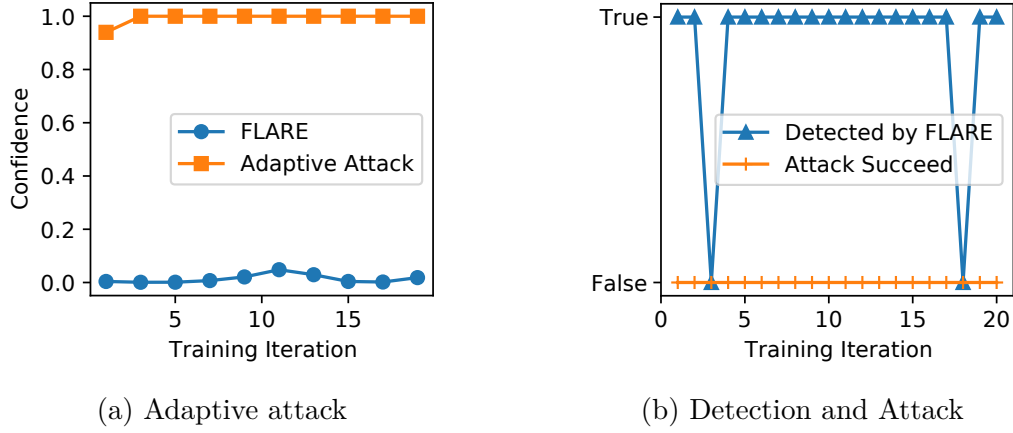 1.0
0.8
0.6
0.4
0.2
0.0
Confidence
FLARE
Adaptive Attack
5 10 15
Training Iteration
(a) Adaptive attack
True
False
Detected by FLARE
Attack Succeed
0 5 10 15 20
Training Iteration
(b) Detection and Attack